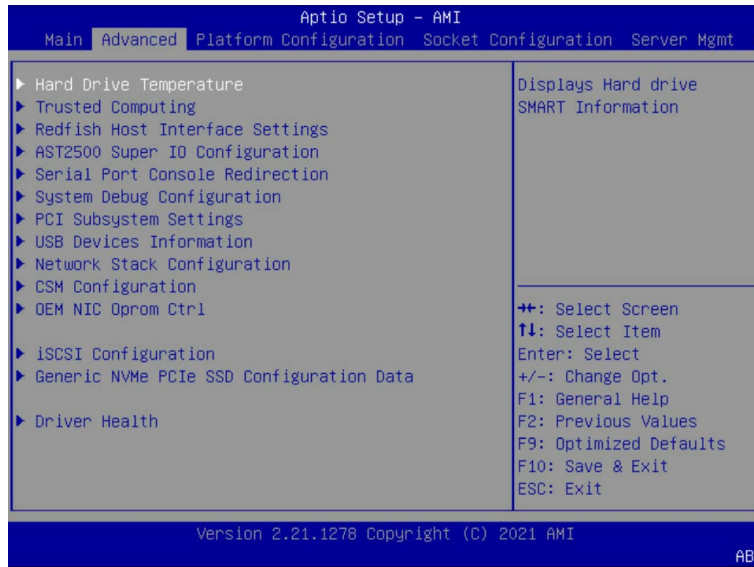 Aptio Setup – AMI
Main Advanced Platform Configuration Socket Configuration Server Mgmt
▶ Hard Drive Temperature
▶ Trusted Computing
▶ Redfish Host Interface Settings
▶ AST2500 Super IO Configuration
▶ Serial Port Console Redirection
▶ System Debug Configuration
▶ PCI Subsystem Settings
▶ USB Devices Information
▶ Network Stack Configuration
▶ CSM Configuration
▶ OEM NIC Oprom Ctrl
▶ iSCSI Configuration
▶ Generic NVMe PCIe SSD Configuration Data
▶ Driver Health
Displays Hard drive
SMART Information
→←: Select Screen
↑↓: Select Item
Enter: Select
+/-: Change Opt.
F1: General Help
F2: Previous Values
F9: Optimized Defaults
F10: Save & Exit
ESC: Exit
Version 2.21.1278 Copyright (C) 2021 AMI
AB